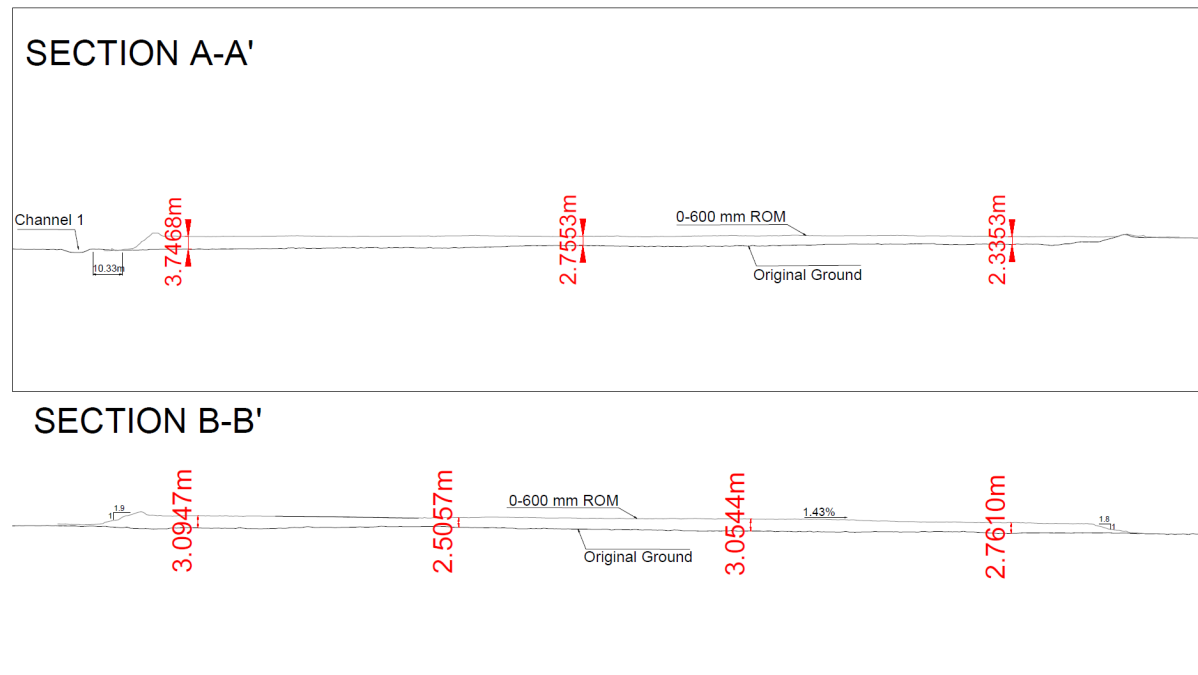 SECTION A-A'
Channel 1
10.33m
3.7468m
2.7553m
0-600 mm ROM
Original Ground
2.3353m
SECTION B-B'
1.9
1
3.0947m
2.5057m
0-600 mm ROM
Original Ground
3.0544m
1.43%
2.7610m
1.8
1